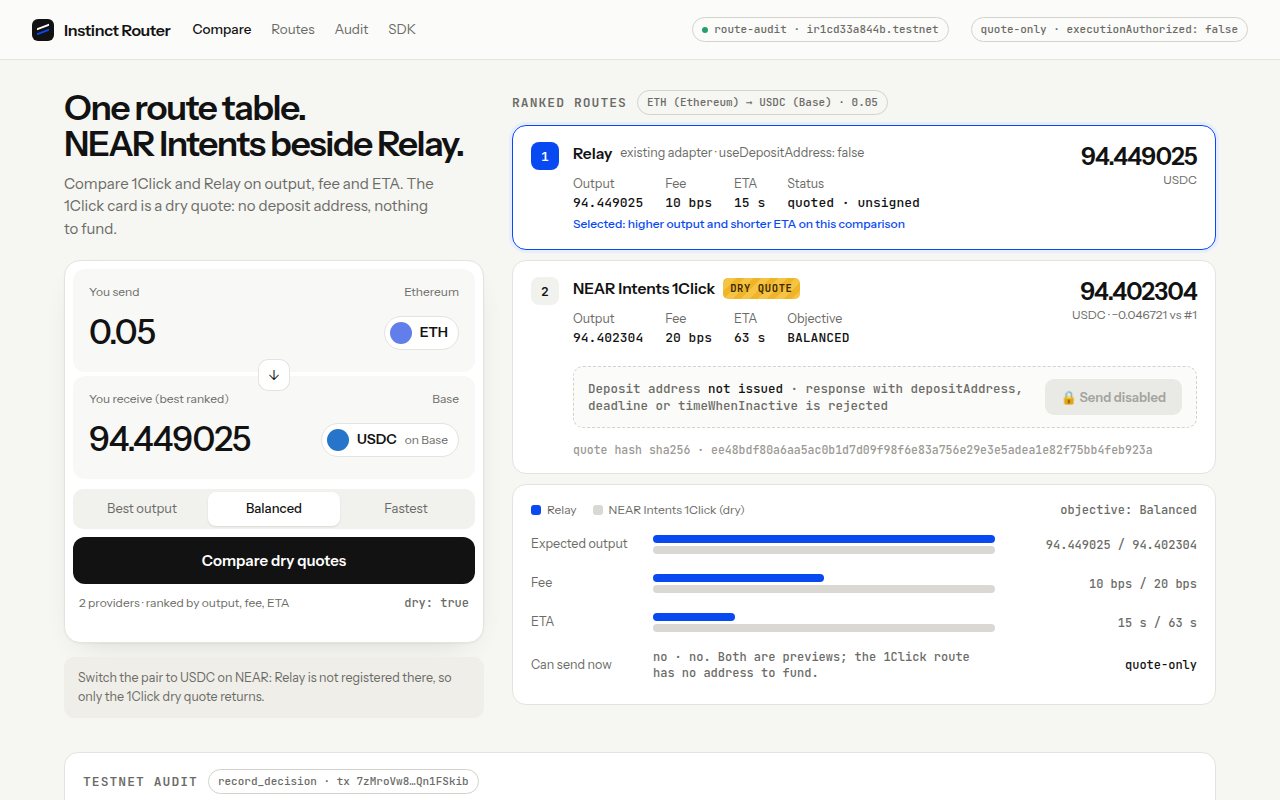 Instinct Router
Compare
Routes
Audit
SDK
route-audit · ir1cd33a844b.testnet
quote-only · executionAuthorized: false
One route table.
NEAR Intents beside Relay.
Compare 1Click and Relay on output, fee and ETA. The
1Click card is a dry quote: no deposit address, nothing
to fund.
You send
Ethereum
0.05
ETH
↓
You receive (best ranked)
Base
94.449025
USDC on Base
Best output
Balanced
Fastest
Compare dry quotes
2 providers · ranked by output, fee, ETA
dry: true
Switch the pair to USDC on NEAR: Relay is not registered there, so
only the 1Click dry quote returns.
RANKED ROUTES
ETH (Ethereum) → USDC (Base) · 0.05
1
Relay existing adapter · useDepositAddress: false
94.449025
USDC
Output Fee ETA Status
94.449025 10 bps 15 s quoted · unsigned
Selected: higher output and shorter ETA on this comparison
2
NEAR Intents 1Click DRY QUOTE
94.402304
USDC · −0.046721 vs #1
Output Fee ETA Objective
94.402304 20 bps 63 s BALANCED
Deposit address not issued · response with depositAddress,
deadline or timeWhenInactive is rejected
🔒 Send disabled
quote hash sha256 · ee48bdf80a6aa5ac0b1d7d09f98f6e83a756e29e3e5adea1e82f75bb4feb923a
Relay
NEAR Intents 1Click (dry)
objective: Balanced
Expected output
94.449025 / 94.402304
Fee
10 bps / 20 bps
ETA
15 s / 63 s
Can send now
no · no. Both are previews; the 1Click route
has no address to fund.
quote-only
TESTNET AUDIT
record_decision · tx 7zMroVw8…Qn1FSkib